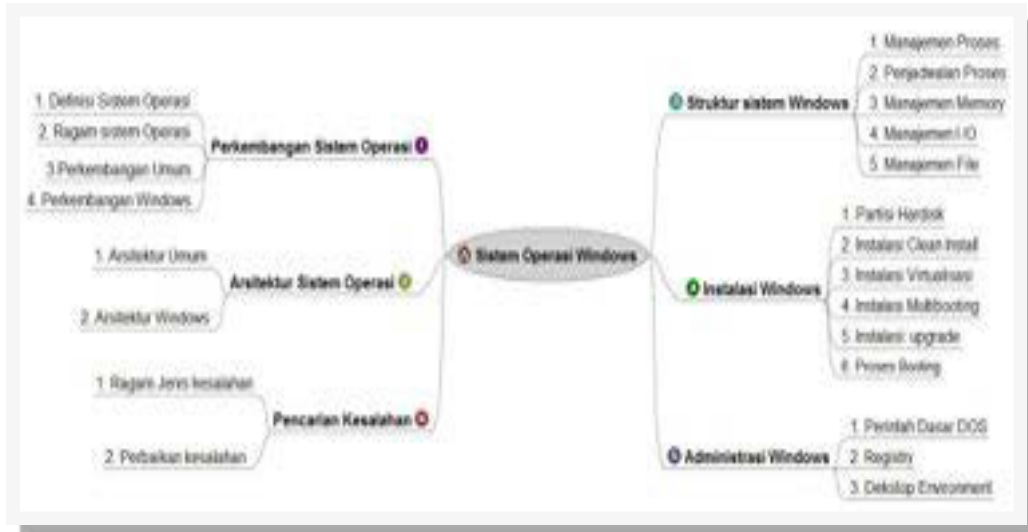 Sistem Operasi Windows
Perkembangan Sistem Operasi
1. Definisi Sistem Operasi
2. Ragam sistem Operasi
3.Perkembangan Umum
4. Perkembangan Windows
Arsitektur Sistem Operasi
1. Arsitektur Umum
2. Arsitektur Windows
Pencarian Kesalahan
1. Ragam Jenis kesalahan
2. Perbaikan kesalahan
Struktur sistem Windows
1. Manajemen Proses
2. Penjadwalan Proses
3. Manajemen Memory
4. Manajemen I-O
5. Manajemen File
Instalasi Windows
1. Partisi Hardisk
2. Instalasi Clean Install
3. Instalasi Virtualisasi
4. Instalasi Multibooting
5. Instalasi upgrade
6. Proses Booting
Administrasi Windows
1. Perintah Dasar DOS
2. Registry
3. Dekstop Environment